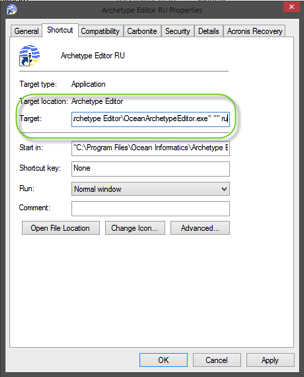 Archetype Editor RU Properties
General Shortcut Compatibility Carbonite Security Details Acronis Recovery
Archetype Editor RU
Target type: Application
Target location: Archetype Editor
Target: rchetype Editor\OceanArchetypeEditor.exe" "" ru
Start in: "C:\Program Files\Ocean Informatics\Archetype E
Shortcut key: None
Run: Normal window
Comment:
Open File Location Change Icon... Advanced...
OK Cancel Apply